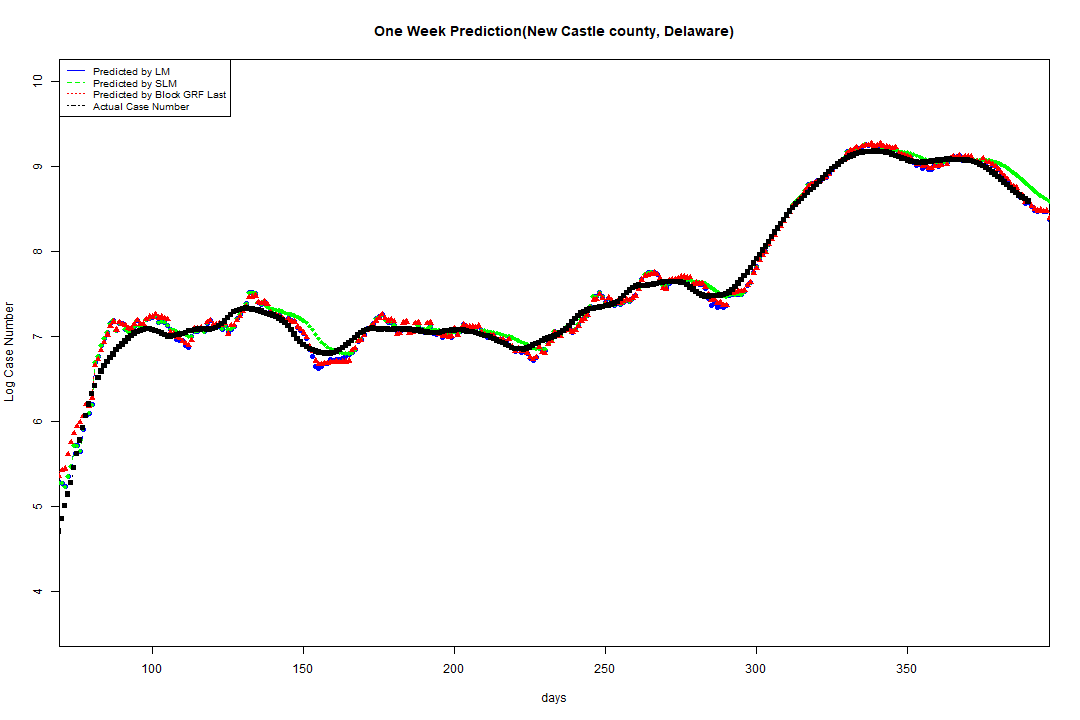 One Week Prediction(New Castle county, Delaware)
Predicted by LM
Predicted by SLM
Predicted by Block GRF Last
Actual Case Number
10
9
8
7
6
5
4
Log Case Number
100 150 200 250 300 350
days